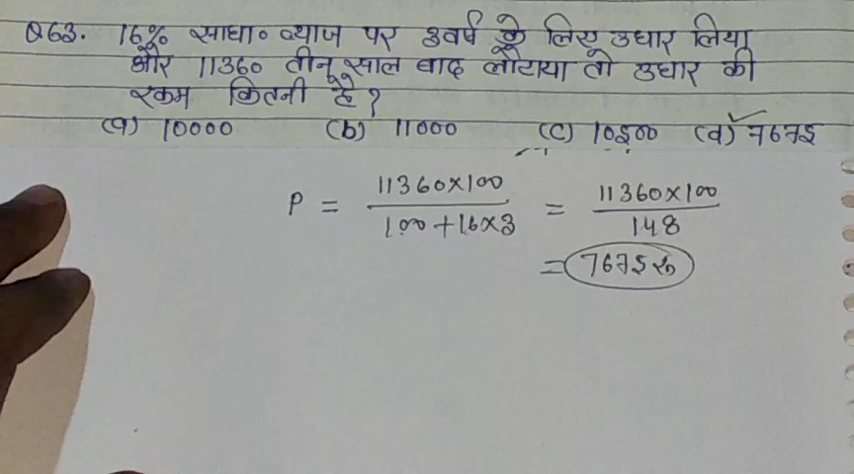 Q63. 16% साधा० ब्याज पर 3वर्ष के लिए उधार लिया
और 11360 तीन साल बाद लौटाया तो उधार की
रकम कितनी है?
(a) 10000 (b) 11000 (c) 10500 (d) 7675
P = 11360×100 / 100+16×3 = 11360×100 / 148
= 7675 रू